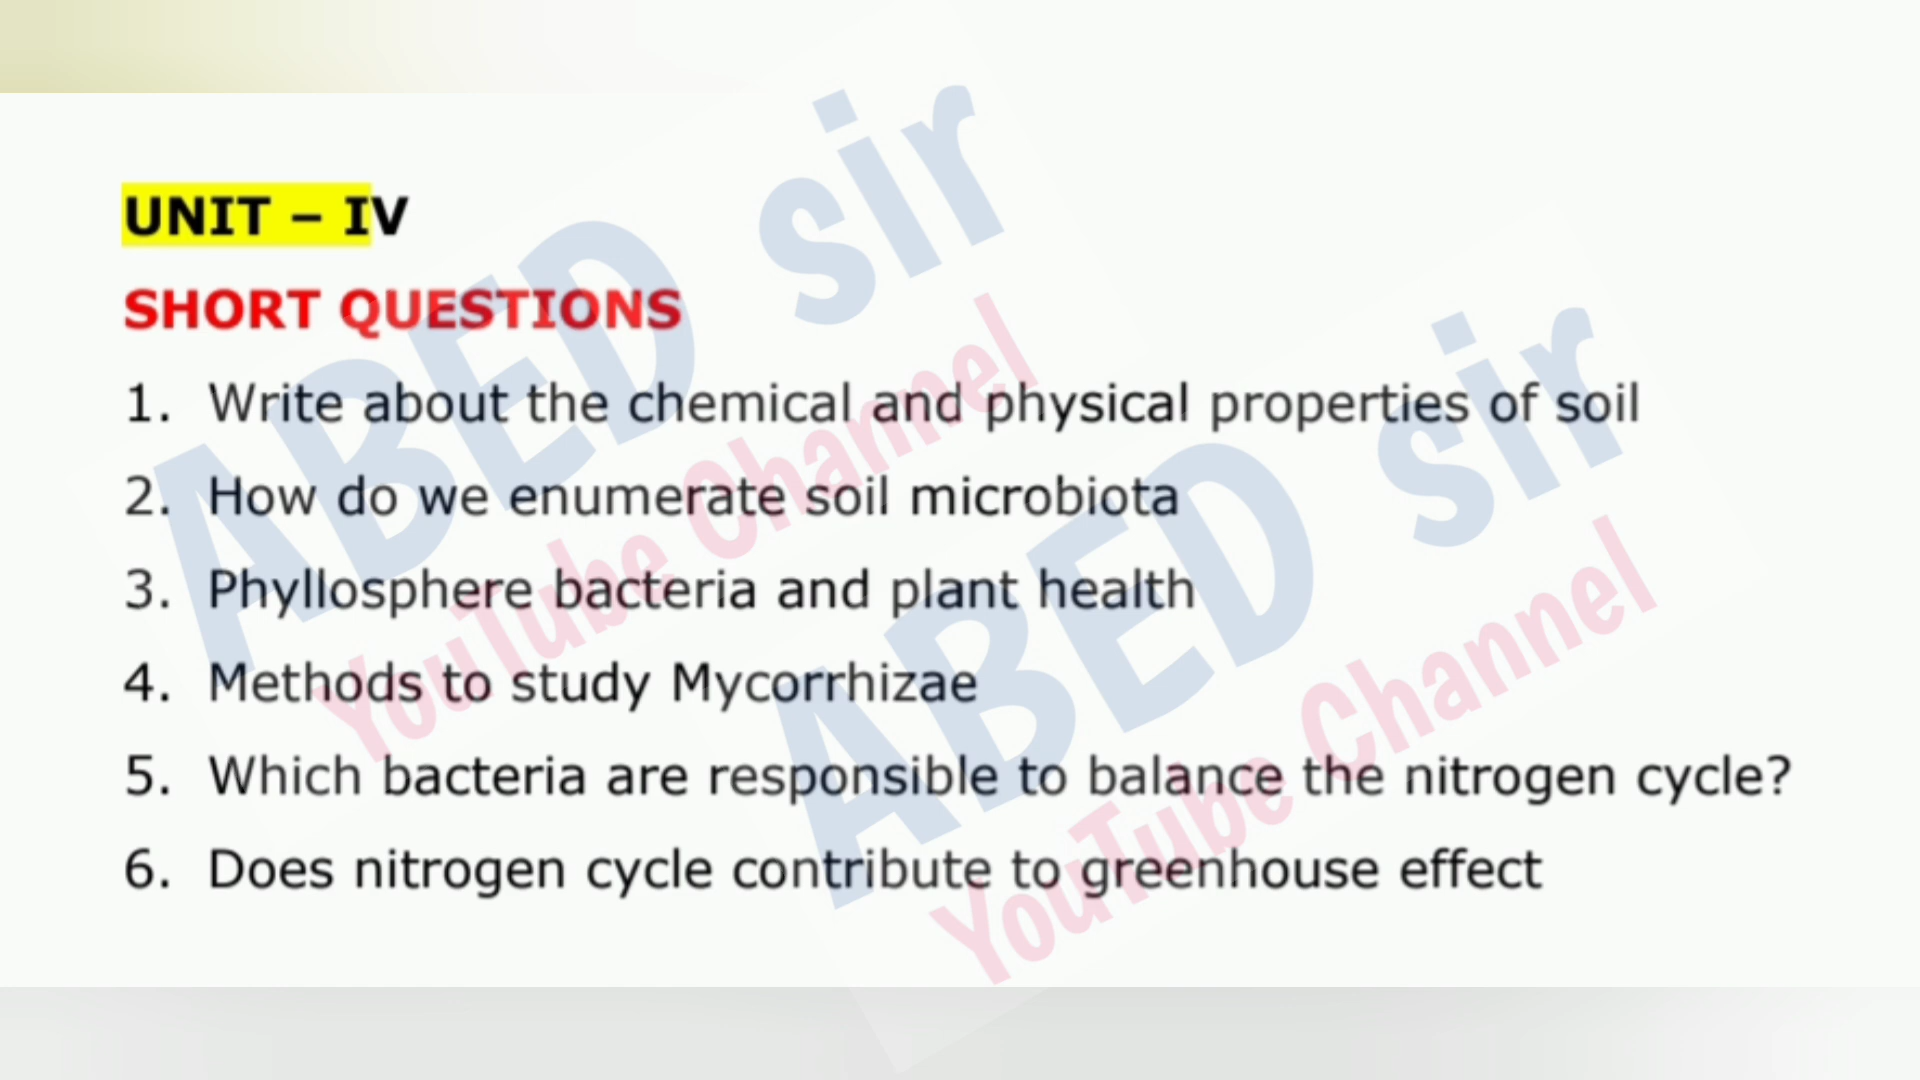 UNIT – IV
SHORT QUESTIONS
1. Write about the chemical and physical properties of soil
2. How do we enumerate soil microbiota
3. Phyllosphere bacteria and plant health
4. Methods to study Mycorrhizae
5. Which bacteria are responsible to balance the nitrogen cycle?
6. Does nitrogen cycle contribute to greenhouse effect
ABED sir
YouTube Channel
ABED sir
YouTube Channel